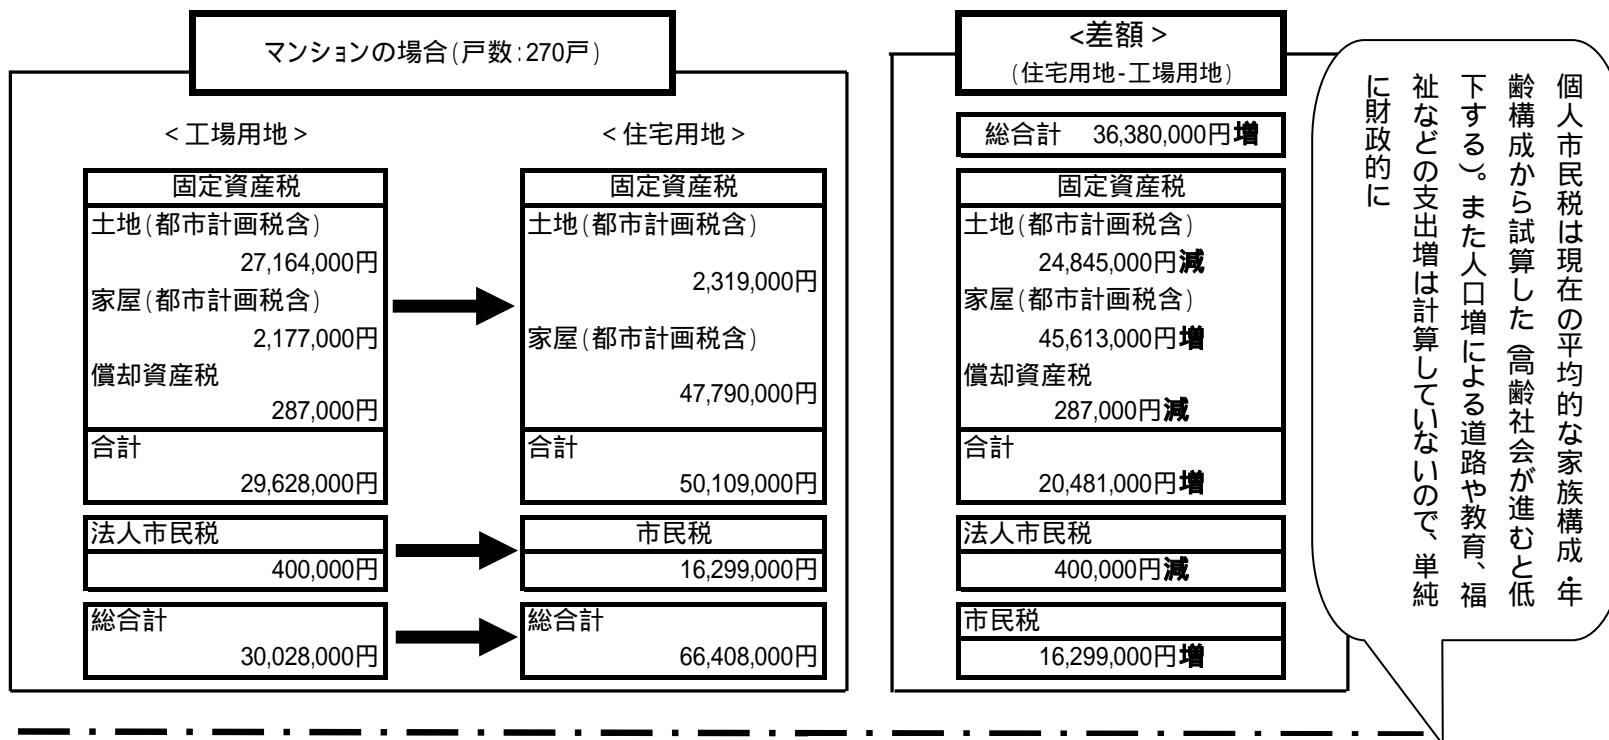 マンションの場合(戸数:270戸)
<工場用地>
固定資産税
土地(都市計画税含)
27,164,000円
家屋(都市計画税含)
2,177,000円
償却資産税
287,000円
合計
29,628,000円
法人市民税
400,000円
総合計
30,028,000円
<住宅用地>
固定資産税
土地(都市計画税含)
2,319,000円
家屋(都市計画税含)
47,790,000円
合計
50,109,000円
市民税
16,299,000円
総合計
66,408,000円
<差額>
(住宅用地-工場用地)
総合計 36,380,000円増
固定資産税
土地(都市計画税含)
24,845,000円減
家屋(都市計画税含)
45,613,000円増
償却資産税
287,000円減
合計
20,481,000円増
法人市民税
400,000円減
市民税
16,299,000円増
個人市民税は現在の平均的な家族構成・年
齢構成から試算した(高齢社会が進むと低
下する)。また人口増による道路や教育、福
祉などの支出増は計算していないので、単純
に財政的に